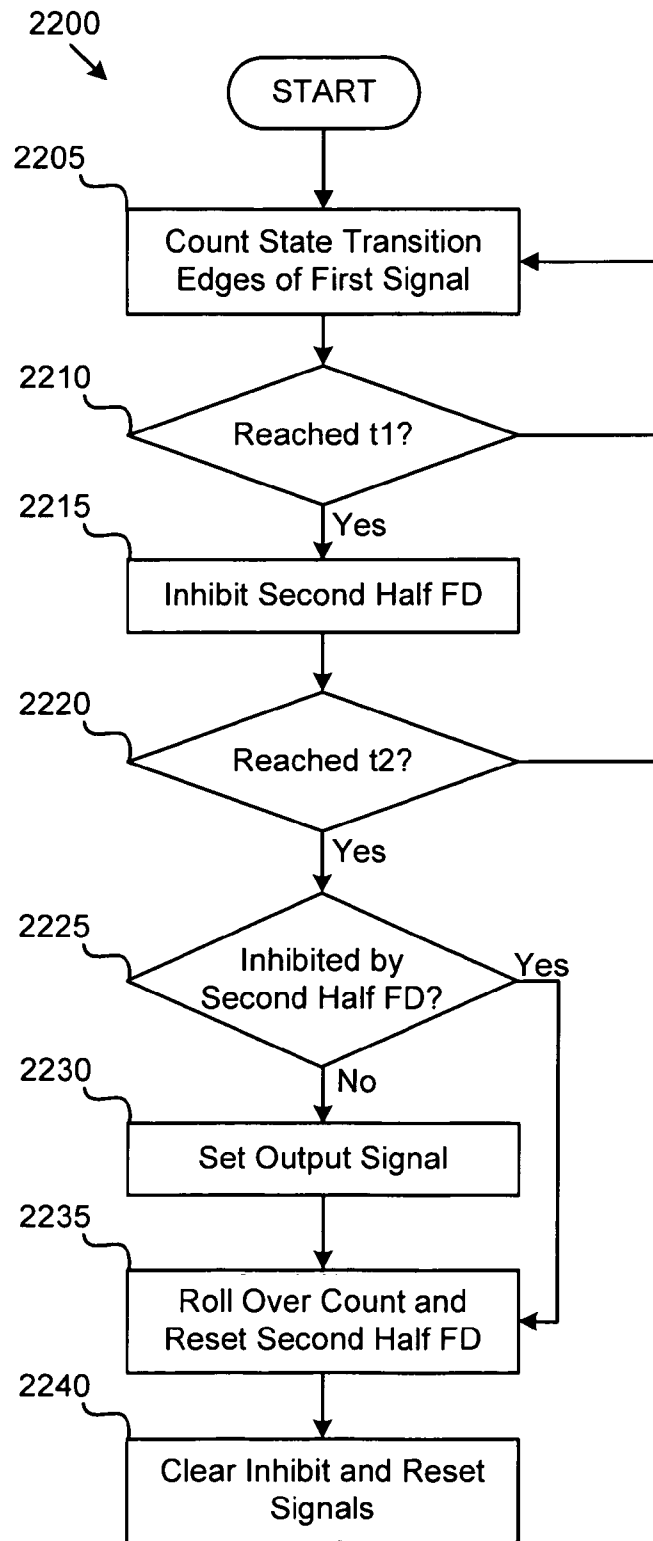 2200
START
2205
Count State Transition
Edges of First Signal
2210
Reached t1?
Yes
2215
Inhibit Second Half FD
2220
Reached t2?
Yes
2225
Inhibited by
Second Half FD?
Yes
No
2230
Set Output Signal
2235
Roll Over Count and
Reset Second Half FD
2240
Clear Inhibit and Reset
Signals